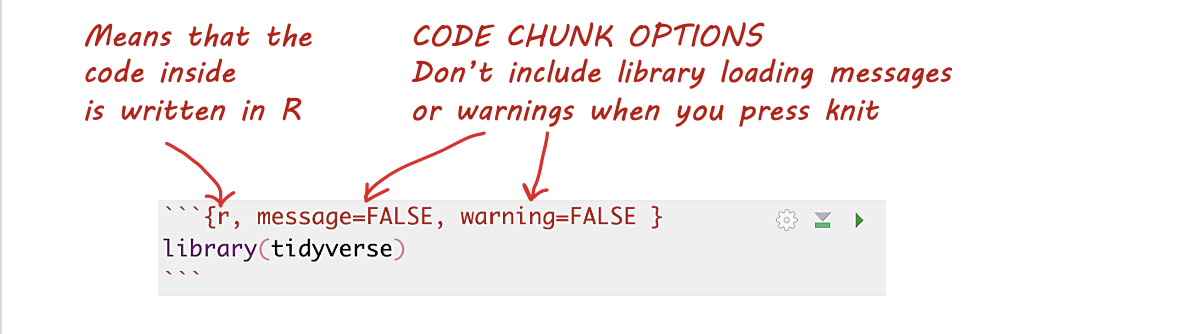 Means that the
code inside
is written in R
CODE CHUNK OPTIONS
Don't include library loading messages
or warnings when you press knit
```{r, message=FALSE, warning=FALSE }
library(tidyverse)
```